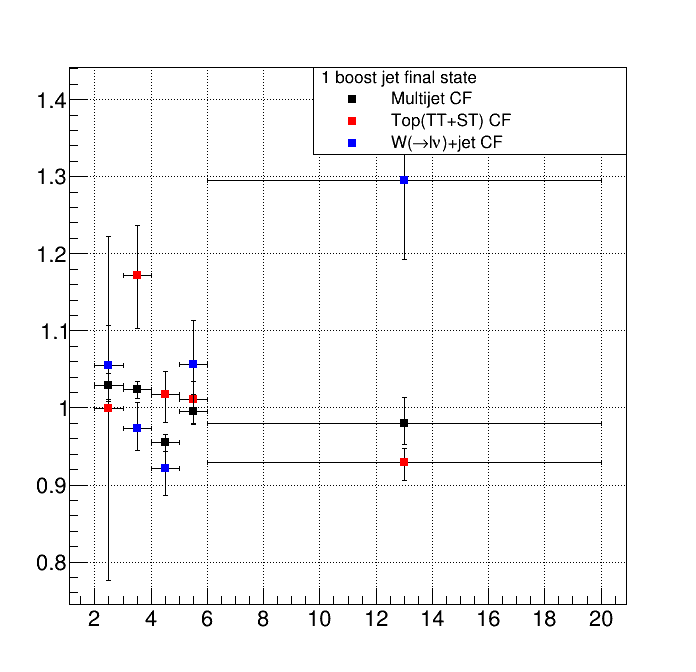 1 boost jet final state
Multijet CF
Top(TT+ST) CF
W(→lν)+jet CF
1.4
1.3
1.2
1.1
1
0.9
0.8
2 4 6 8 10 12 14 16 18 20